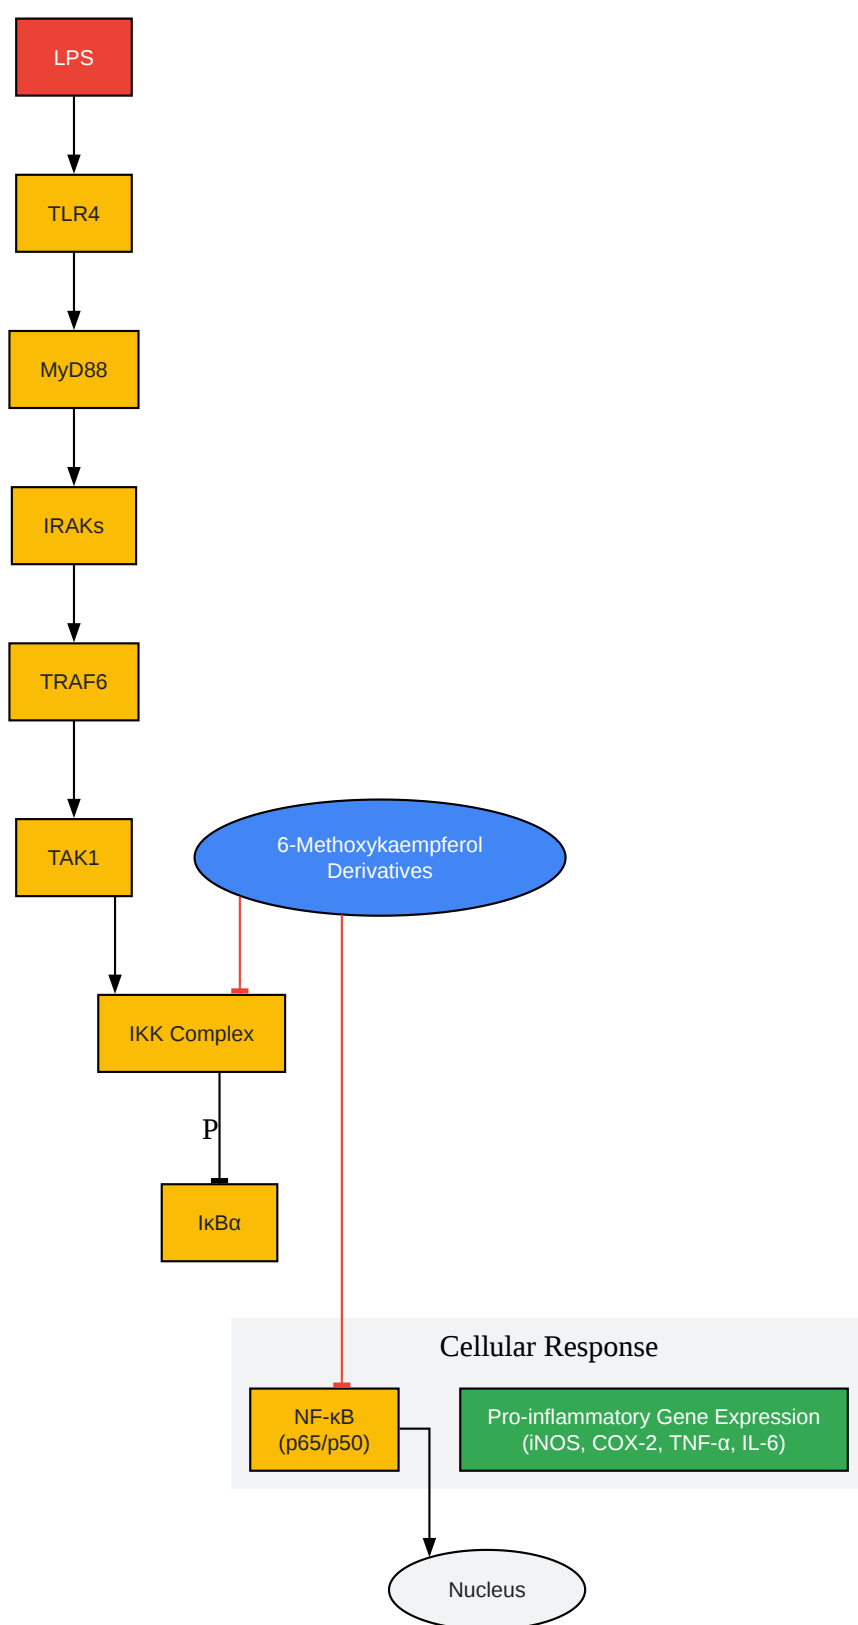 LPS
TLR4
MyD88
IRAKs
TRAF6
TAK1
6-Methoxykaempferol
Derivatives
IKK Complex
P
IκBα
Cellular Response
NF-κB
(p65/p50)
Pro-inflammatory Gene Expression
(iNOS, COX-2, TNF-α, IL-6)
Nucleus